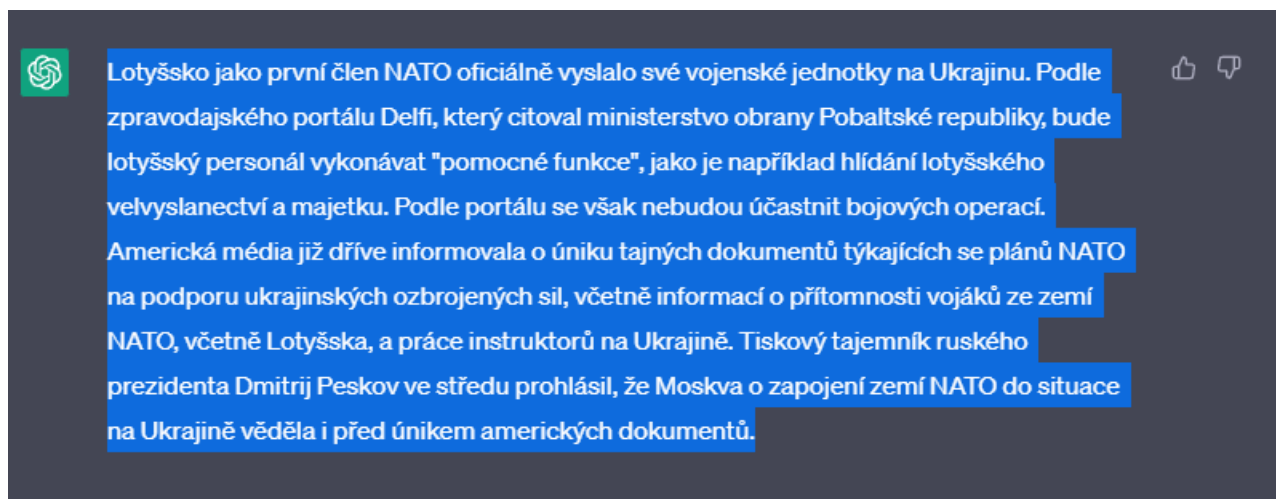 Lotyšsko jako první člen NATO oficiálně vyslalo své vojenské jednotky na Ukrajinu. Podle
zpravodajského portálu Delfi, který citoval ministerstvo obrany Pobaltské republiky, bude
lotyšský personál vykonávat "pomocné funkce", jako je například hlídání lotyšského
velvyslanectví a majetku. Podle portálu se však nebudou účastnit bojových operací.
Americká média již dříve informovala o úniku tajných dokumentů týkajících se plánů NATO
na podporu ukrajinských ozbrojených sil, včetně informací o přítomnosti vojáků ze zemí
NATO, včetně Lotyšska, a práce instruktorů na Ukrajině. Tiskový tajemník ruského
prezidenta Dmitrij Peskov ve středu prohlásil, že Moskva o zapojení zemí NATO do situace
na Ukrajině věděla i před únikem amerických dokumentů.